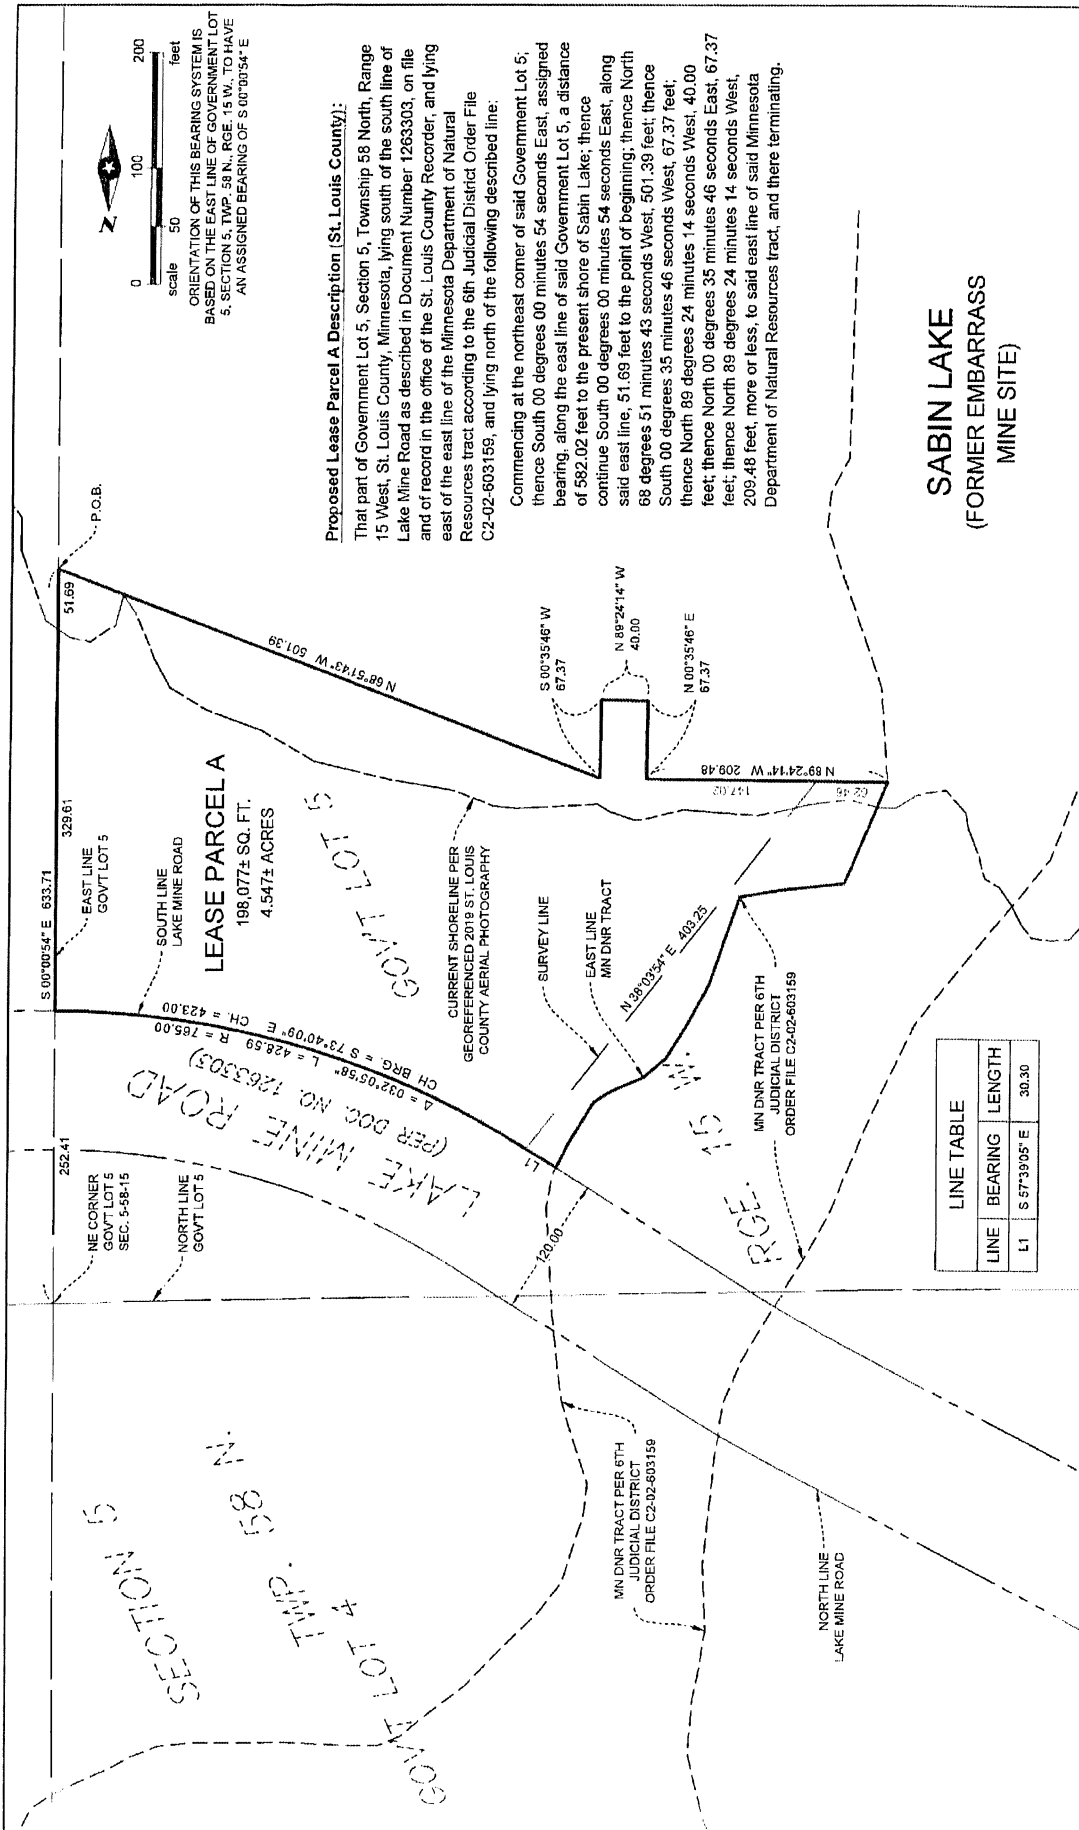 N
0
50
100
200
scale
feet
ORIENTATION OF THIS BEARING SYSTEM IS
BASED ON THE EAST LINE OF GOVERNMENT LOT
5, SECTION 5, TWP. 58 N., RGE. 15 W., TO HAVE
AN ASSIGNED BEARING OF S 00°00'54" E
Proposed Lease Parcel A Description (St. Louis County):
That part of Government Lot 5, Section 5, Township 58 North, Range
15 West, St. Louis County, Minnesota, lying south of the south line of
Lake Mine Road as described in Document Number 1263303, on file
and of record in the office of the St. Louis County Recorder, and lying
east of the east line of the Minnesota Department of Natural
Resources tract according to the 6th Judicial District Order File
C2-02-603159, and lying north of the following described line:
Commencing at the northeast corner of said Government Lot 5;
thence South 00 degrees 00 minutes 54 seconds East, assigned
bearing, along the east line of said Government Lot 5, a distance
of 582.02 feet to the present shore of Sabin Lake; thence
continue South 00 degrees 00 minutes 54 seconds East, along
said east line, 51.69 feet to the point of beginning; thence North
68 degrees 51 minutes 43 seconds West, 501.39 feet; thence
South 00 degrees 35 minutes 46 seconds West, 67.37 feet;
thence North 89 degrees 24 minutes 14 seconds West, 40.00
feet; thence North 00 degrees 35 minutes 46 seconds East, 67.37
feet; thence North 89 degrees 24 minutes 14 seconds West,
209.48 feet, more or less, to said east line of said Minnesota
Department of Natural Resources tract, and there terminating.
SABIN LAKE
(FORMER EMBARRASS
MINE SITE)
P.O.B.
51.69
329.61
S 00°00'54" E 633.71
252.41
EAST LINE
GOV'T LOT 5
SOUTH LINE
LAKE MINE ROAD
LEASE PARCEL A
198,077± SQ. FT.
4.547± ACRES
GOV'T LOT 5
N 68°51'43" W 501.39
S 00°35'46" W
67.37
N 89°24'14" W
40.00
N 00°35'46" E
67.37
N 89°24'14" W 209.48
147.02
62.46
CURRENT SHORELINE PER
GEOREFERENCED 2019 ST. LOUIS
COUNTY AERIAL PHOTOGRAPHY
SURVEY LINE
EAST LINE
MN DNR TRACT
N 38°03'54" E 403.25
Δ = 032°05'58" L = 428.59 R = 765.00
CH BRG. = S 73°40'09" E CH. = 423.00
LAKE MINE ROAD
(PER DOC. NO. 1263303)
L1
120.00
NE CORNER
GOV'T LOT 5
SEC. 5-58-15
NORTH LINE
GOV'T LOT 5
RGE. 15 W.
MN DNR TRACT PER 6TH
JUDICIAL DISTRICT
ORDER FILE C2-02-603159
LINE TABLE
LINE BEARING LENGTH
L1 S 57°39'05" E 30.30
SECTION 5
TWP. 58 N.
GOV'T LOT 4
MN DNR TRACT PER 6TH
JUDICIAL DISTRICT
ORDER FILE C2-02-603159
NORTH LINE
LAKE MINE ROAD